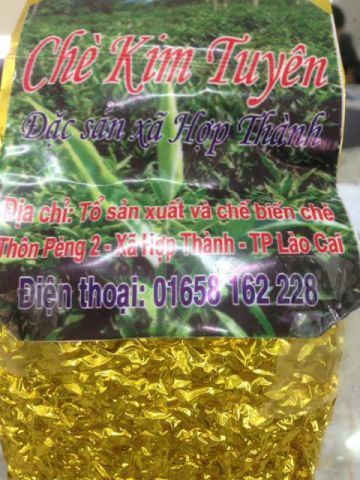 Chè Kim Tuyên
Đặc sản xã Hợp Thành
Địa chỉ: Tổ sản xuất và chế biến chè
Thôn Pèng 2 - Xã Hợp Thành - TP Lào Cai
Điện thoại: 01658 162 228